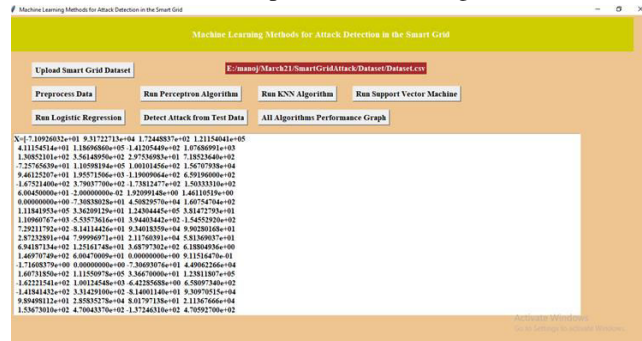 Machine Learning Methods for Attack Detection in the Smart Grid
Machine Learning Methods for Attack Detection in the Smart Grid
Upload Smart Grid Dataset E:/manoj/March21/SmartGridAttack/Dataset/Dataset.csv
Preprocess Data Run Perceptron Algorithm Run KNN Algorithm Run Support Vector Machine
Run Logistic Regression Detect Attack from Test Data All Algorithms Performance Graph
X=[-7.10926032e+01 9.31722713e+04 1.72448837e+02 1.21154041e+05
4.11154514e+01 1.18696860e+05 -1.41205449e+02 1.07686991e+03
1.30852101e+02 3.56148950e+02 2.97536983e+01 7.18523640e+02
-7.25765639e+01 1.10598194e+05 1.00101456e+02 1.56707938e+04
9.46125207e+01 1.95571506e+03 -1.19009064e+02 6.59196000e+02
-1.67521400e+02 3.79037700e+02 -1.73812477e+02 1.50333310e+02
6.00450000e+01 -2.00000000e-02 1.92099148e+00 1.46110519e+00
0.00000000e+00 -7.30838028e+01 4.50829570e+04 1.60754704e+02
1.11841953e+05 3.36209129e+01 1.24304445e+05 3.81472793e+01
1.10960767e+03 -5.53573616e+01 3.94403442e+02 -1.54552920e+02
7.29211792e+02 -8.14114426e+01 9.34018359e+04 9.90280168e+01
2.87232891e+04 7.99996971e+01 2.11760391e+04 5.81369037e+01
6.94187134e+02 1.25161748e+01 3.68797302e+02 6.18804936e+00
1.46970749e+02 6.00470009e+01 0.00000000e+00 9.11516470e-01
-1.71608379e+00 0.00000000e+00 -7.30693076e+01 4.49062266e+04
1.60731850e+02 1.11550978e+05 3.36670000e+01 1.23811807e+05
-1.62221541e+02 1.00124548e+03 -6.42285688e+00 6.58097340e+02
-1.41841432e+02 3.31429100e+02 -8.14001140e+01 9.30970515e+04
9.89498112e+01 2.85835278e+04 8.01797138e+01 2.11367666e+04
1.53673010e+02 4.70043370e+02 -1.37246310e+02 4.70592700e+02
Activate Windows
Go to Settings to activate Windows.